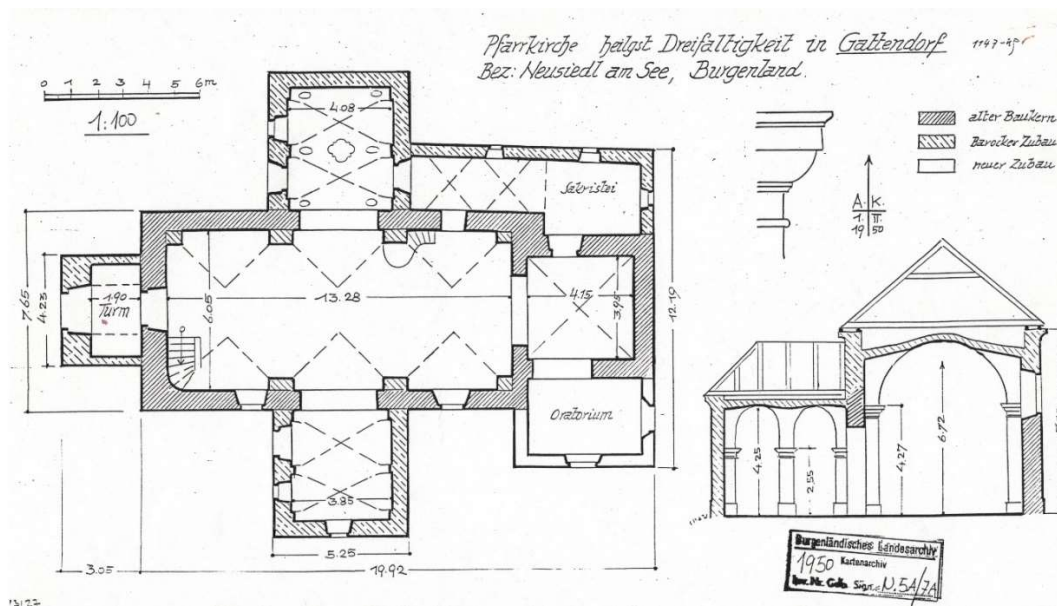 Pfarrkirche heilgst Dreifaltigkeit in Gattendorf
Bez: Neusiedl am See, Burgenland.
0 1 2 3 4 5 6m
1:100
alter Baukern
Barocker Zubau
neuer Zubau
A. K.
1. II
19 50
4.08
Sakristei
7.65
4.23
1.90
Turm
6.05
13.28
4.15
3.95
12.19
Oratorium
3.85
5.25
3.05
19.92
4.25
2.55
4.27
6.72
Burgenländisches Landesarchiv
1950 Kartenarchiv